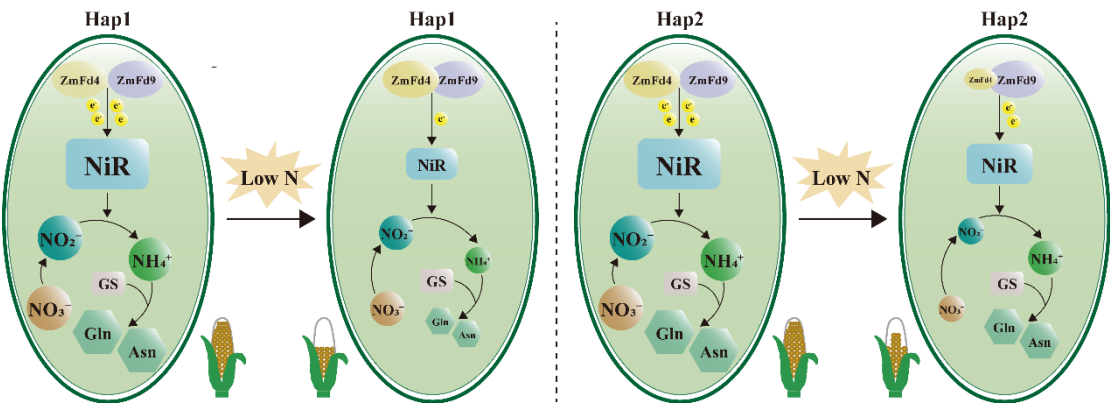 Hap1
Hap1
Hap2
Hap2
ZmFd4
ZmFd9
e⁻
e⁻
e
e
NiR
NO₂⁻
NH₄⁺
GS
NO₃⁻
Gln
Asn
Low N
ZmFd4
ZmFd9
e⁻
NiR
NO₂⁻
NH₄⁺
GS
NO₃⁻
Gln
Asn
ZmFd4
ZmFd9
e⁻
e⁻
e
e
NiR
NO₂⁻
NH₄⁺
GS
NO₃⁻
Gln
Asn
Low N
ZmFd4
ZmFd9
e⁻
e
NiR
NO₂⁻
NH₄⁺
GS
NO₃⁻
Gln
Asn